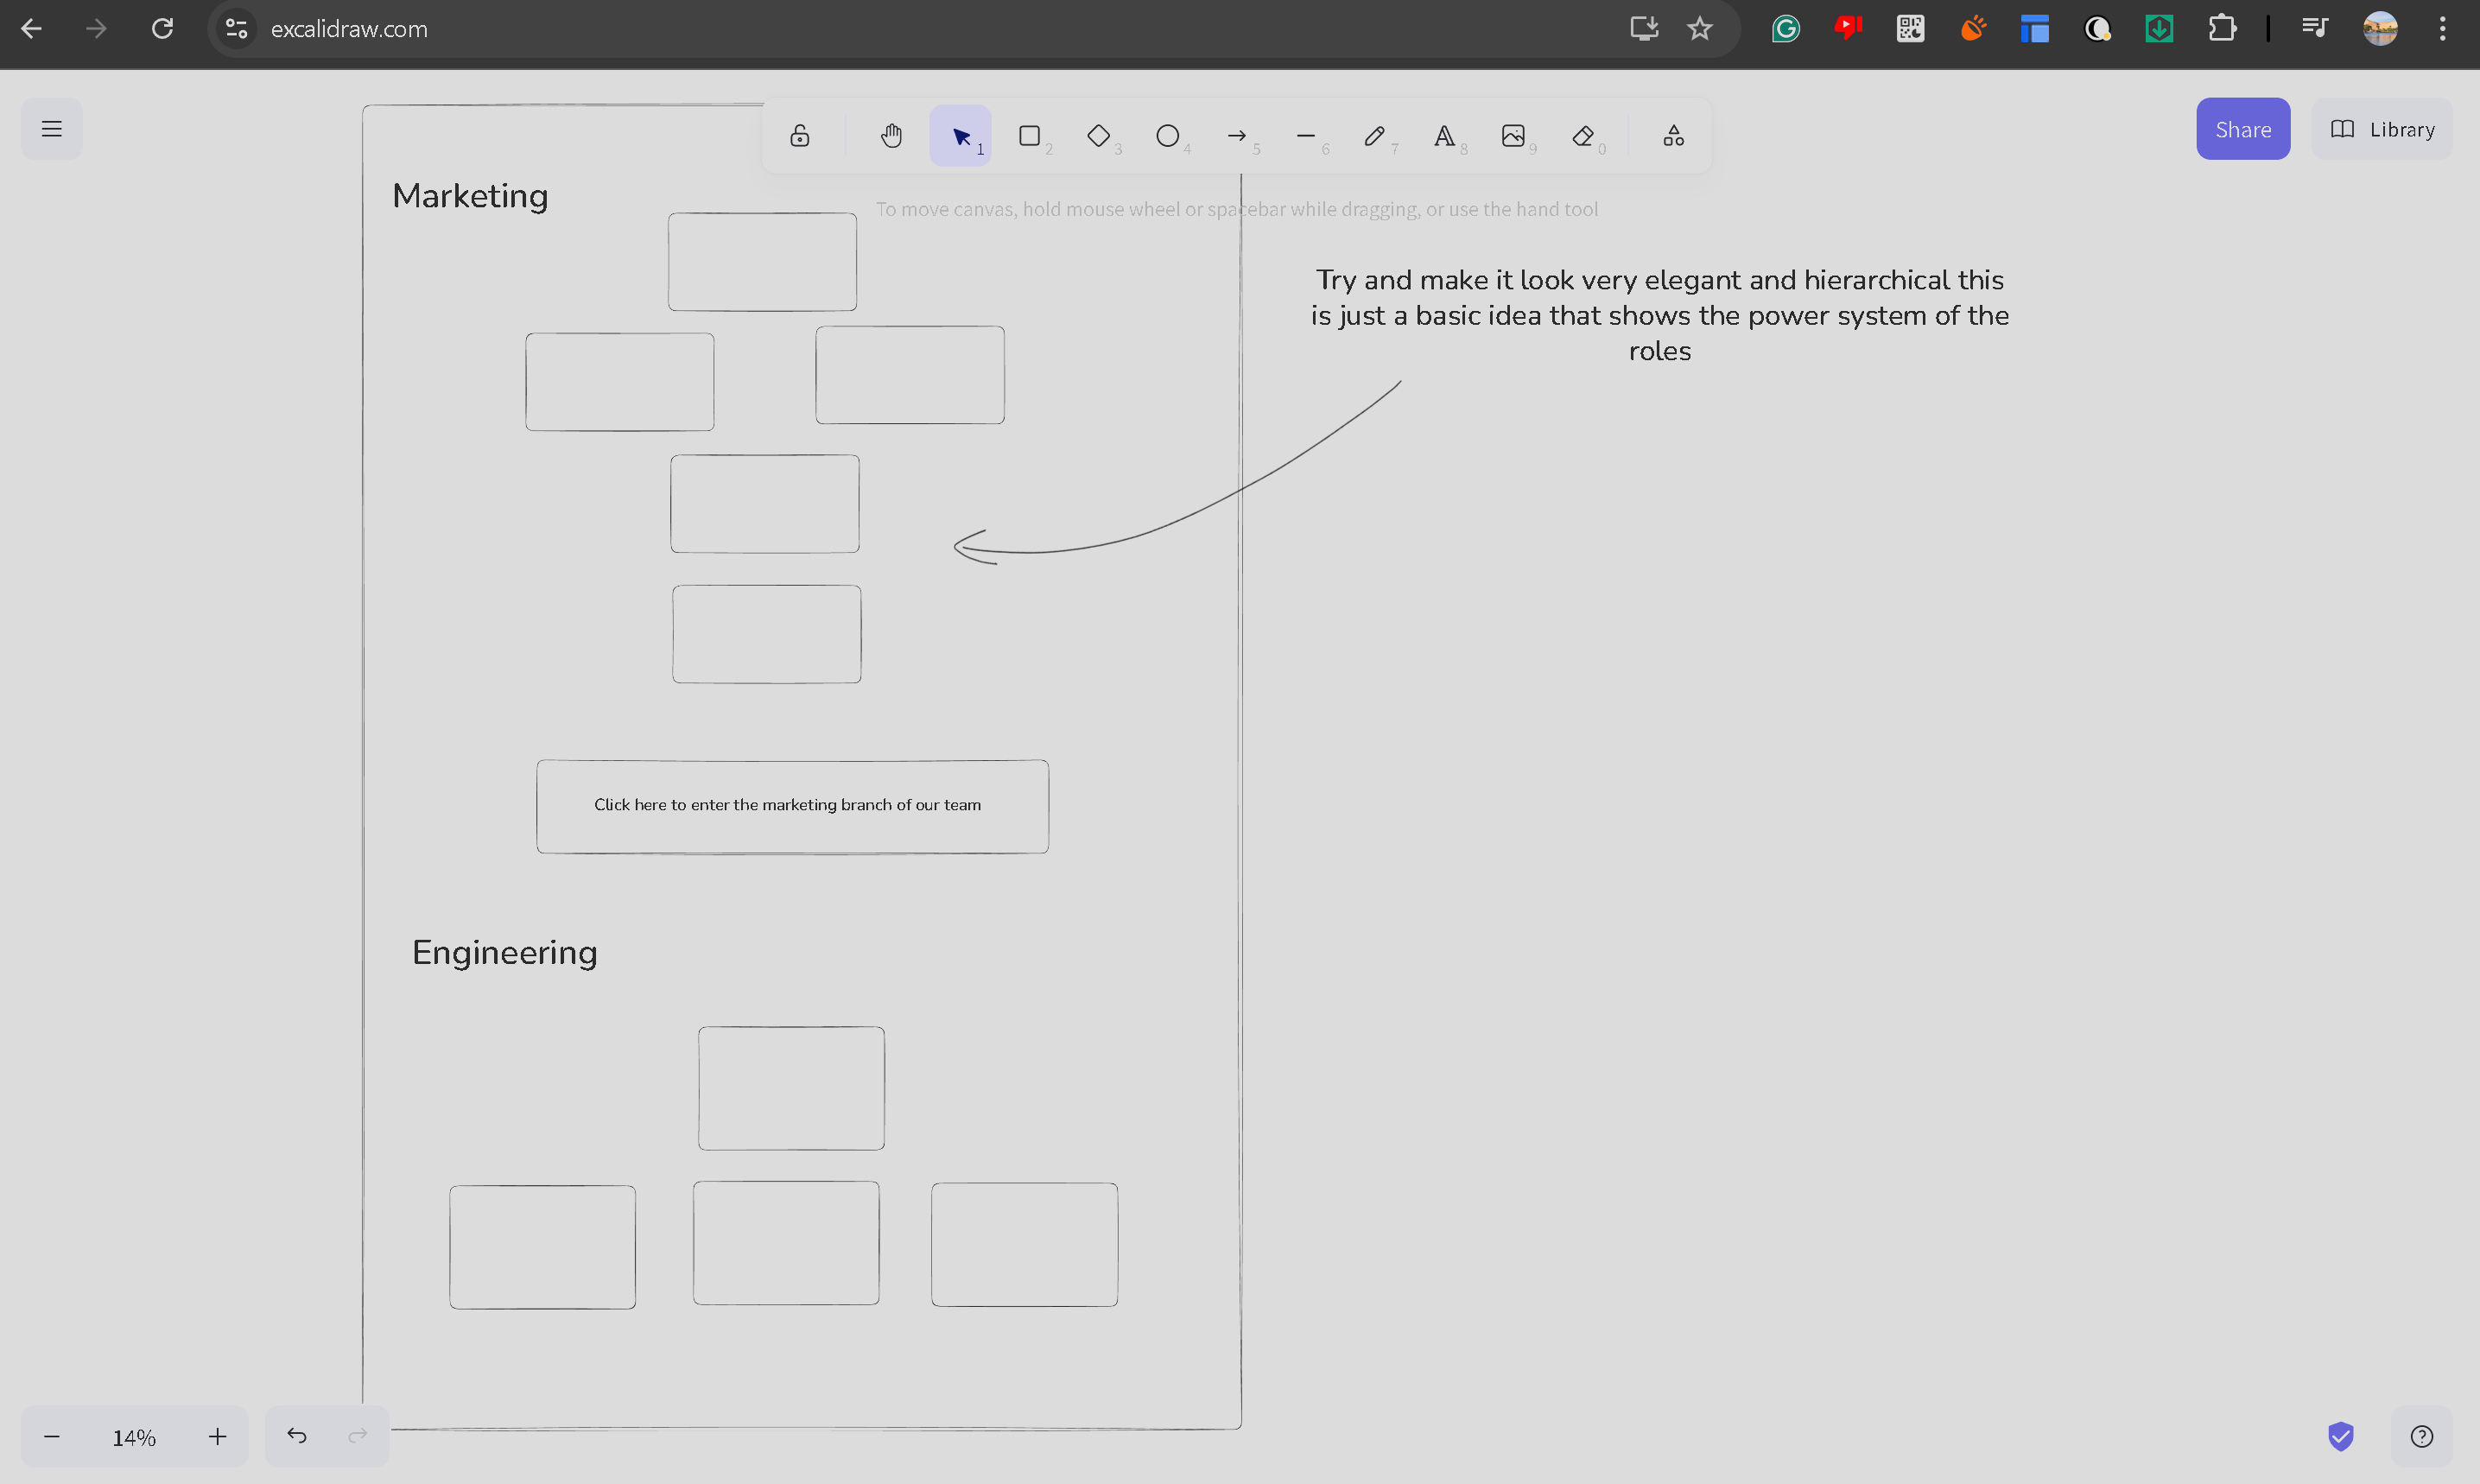 excalidraw.com
1
2
3
4
5
6
7
A
8
9
0
Share
Library
Marketing
To move canvas, hold mouse wheel or spacebar while dragging, or use the hand tool
Try and make it look very elegant and hierarchical this
is just a basic idea that shows the power system of the
roles
Click here to enter the marketing branch of our team
Engineering
14%